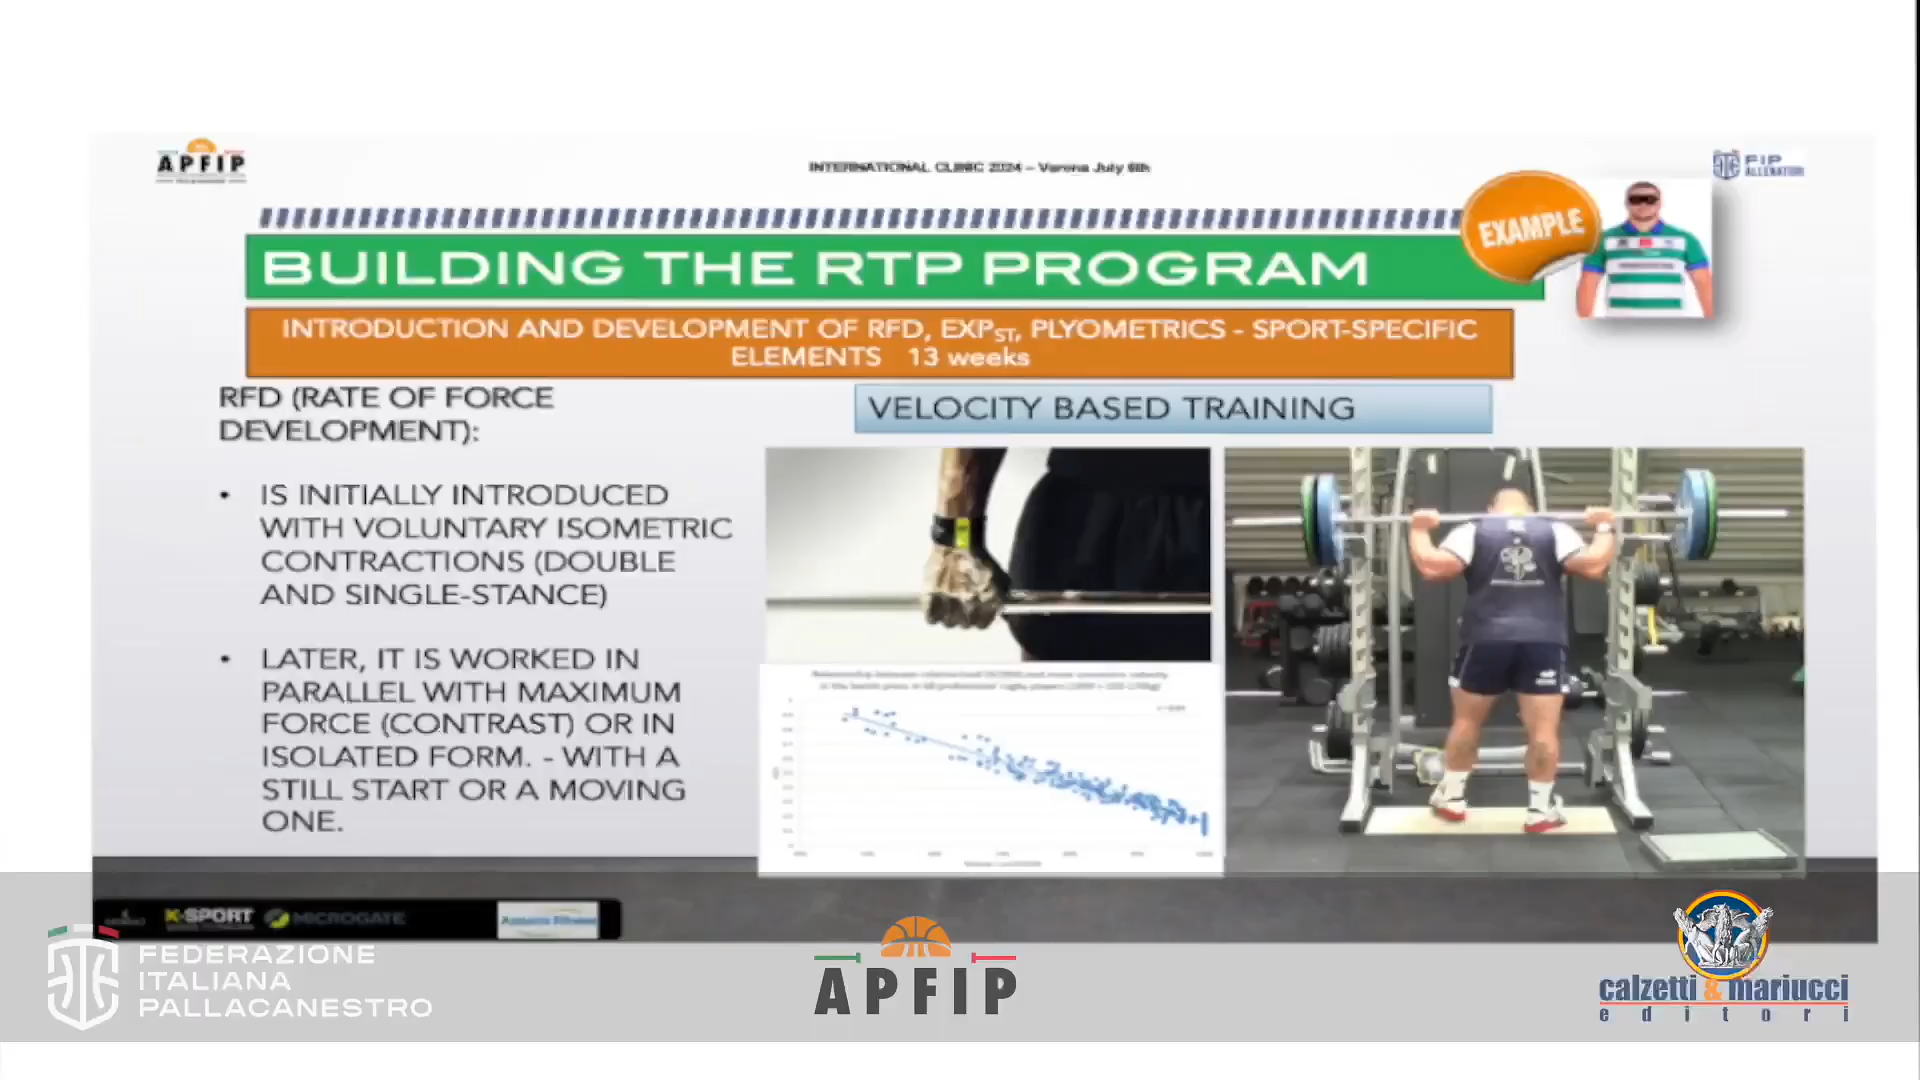 APFIP
INTERNATIONAL CLINIC 2024 – Verona July 6th
FIP
ALLENATORI
EXAMPLE
BUILDING THE RTP PROGRAM
INTRODUCTION AND DEVELOPMENT OF RFD, EXPST, PLYOMETRICS - SPORT-SPECIFIC
ELEMENTS 13 weeks
RFD (RATE OF FORCE
DEVELOPMENT):
VELOCITY BASED TRAINING
• IS INITIALLY INTRODUCED
WITH VOLUNTARY ISOMETRIC
CONTRACTIONS (DOUBLE
AND SINGLE-STANCE)
• LATER, IT IS WORKED IN
PARALLEL WITH MAXIMUM
FORCE (CONTRAST) OR IN
ISOLATED FORM. - WITH A
STILL START OR A MOVING
ONE.
K-SPORT
MICROGATE
FEDERAZIONE
ITALIANA
PALLACANESTRO
APFIP
calzetti & mariucci
editori